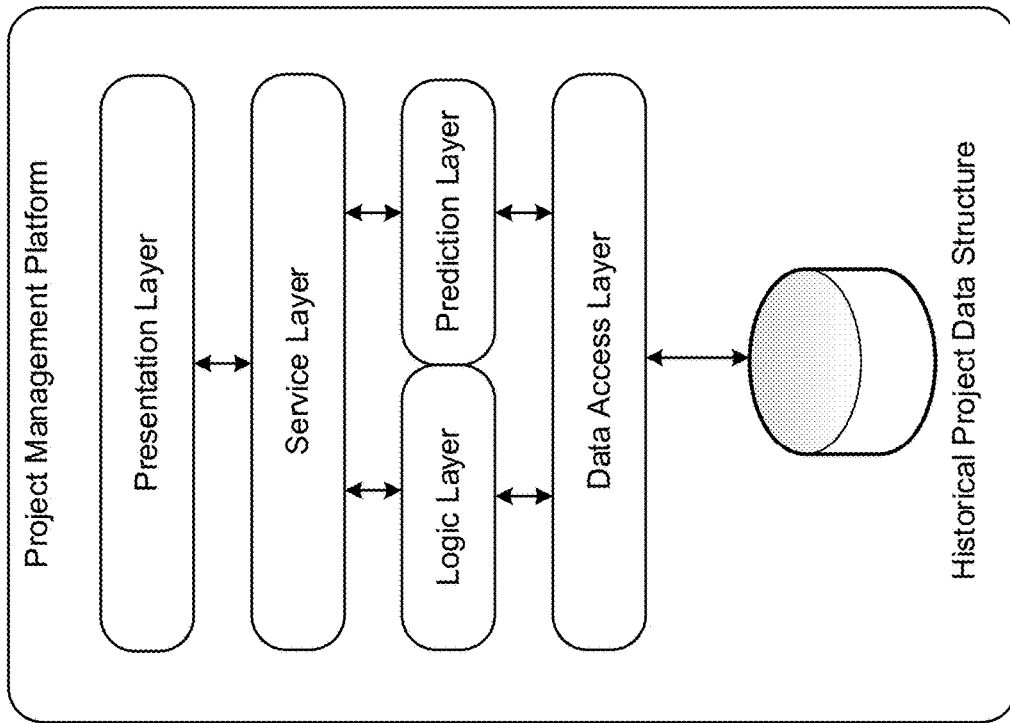 Project Management Platform
Presentation Layer
Service Layer
Logic Layer
Prediction Layer
Data Access Layer
Historical Project Data Structure